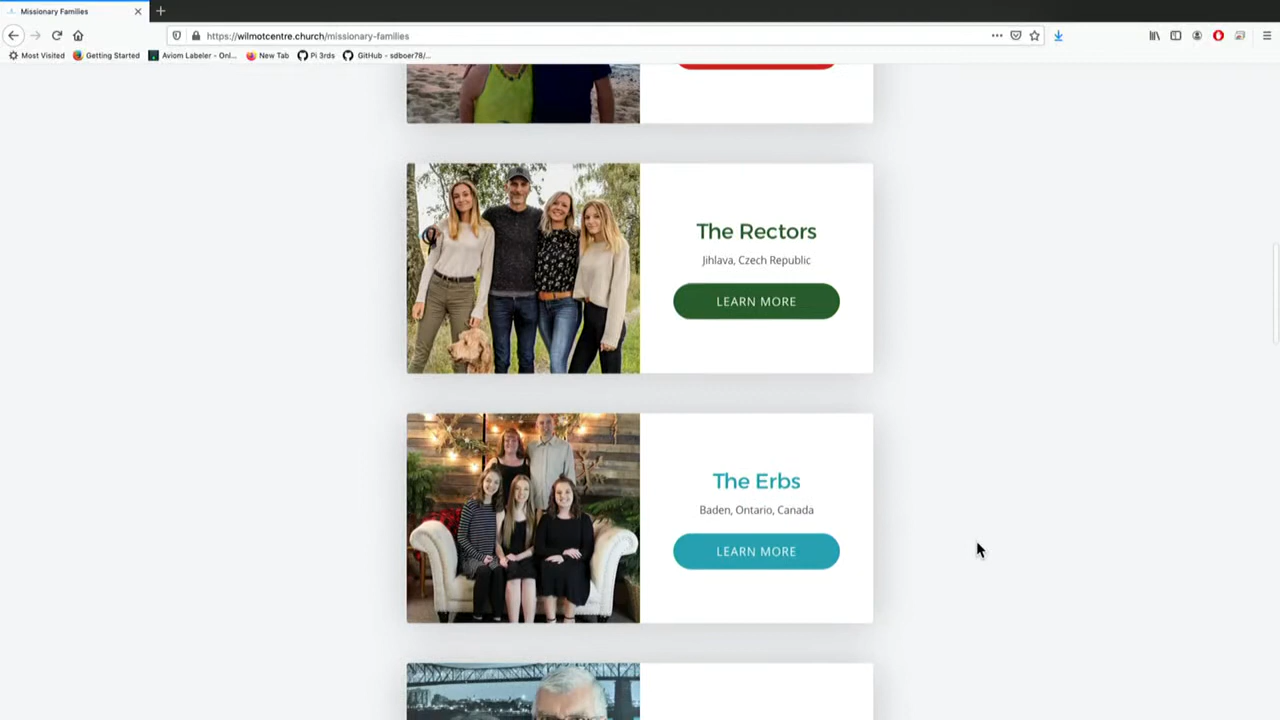 Missionary Families
https://wilmotcentre.church/missionary-families
Most Visited
Getting Started
Aviom Labeler - Onl...
New Tab
Pi 3rds
GitHub - sdboer78/...
The Rectors
Jihlava, Czech Republic
LEARN MORE
The Erbs
Baden, Ontario, Canada
LEARN MORE